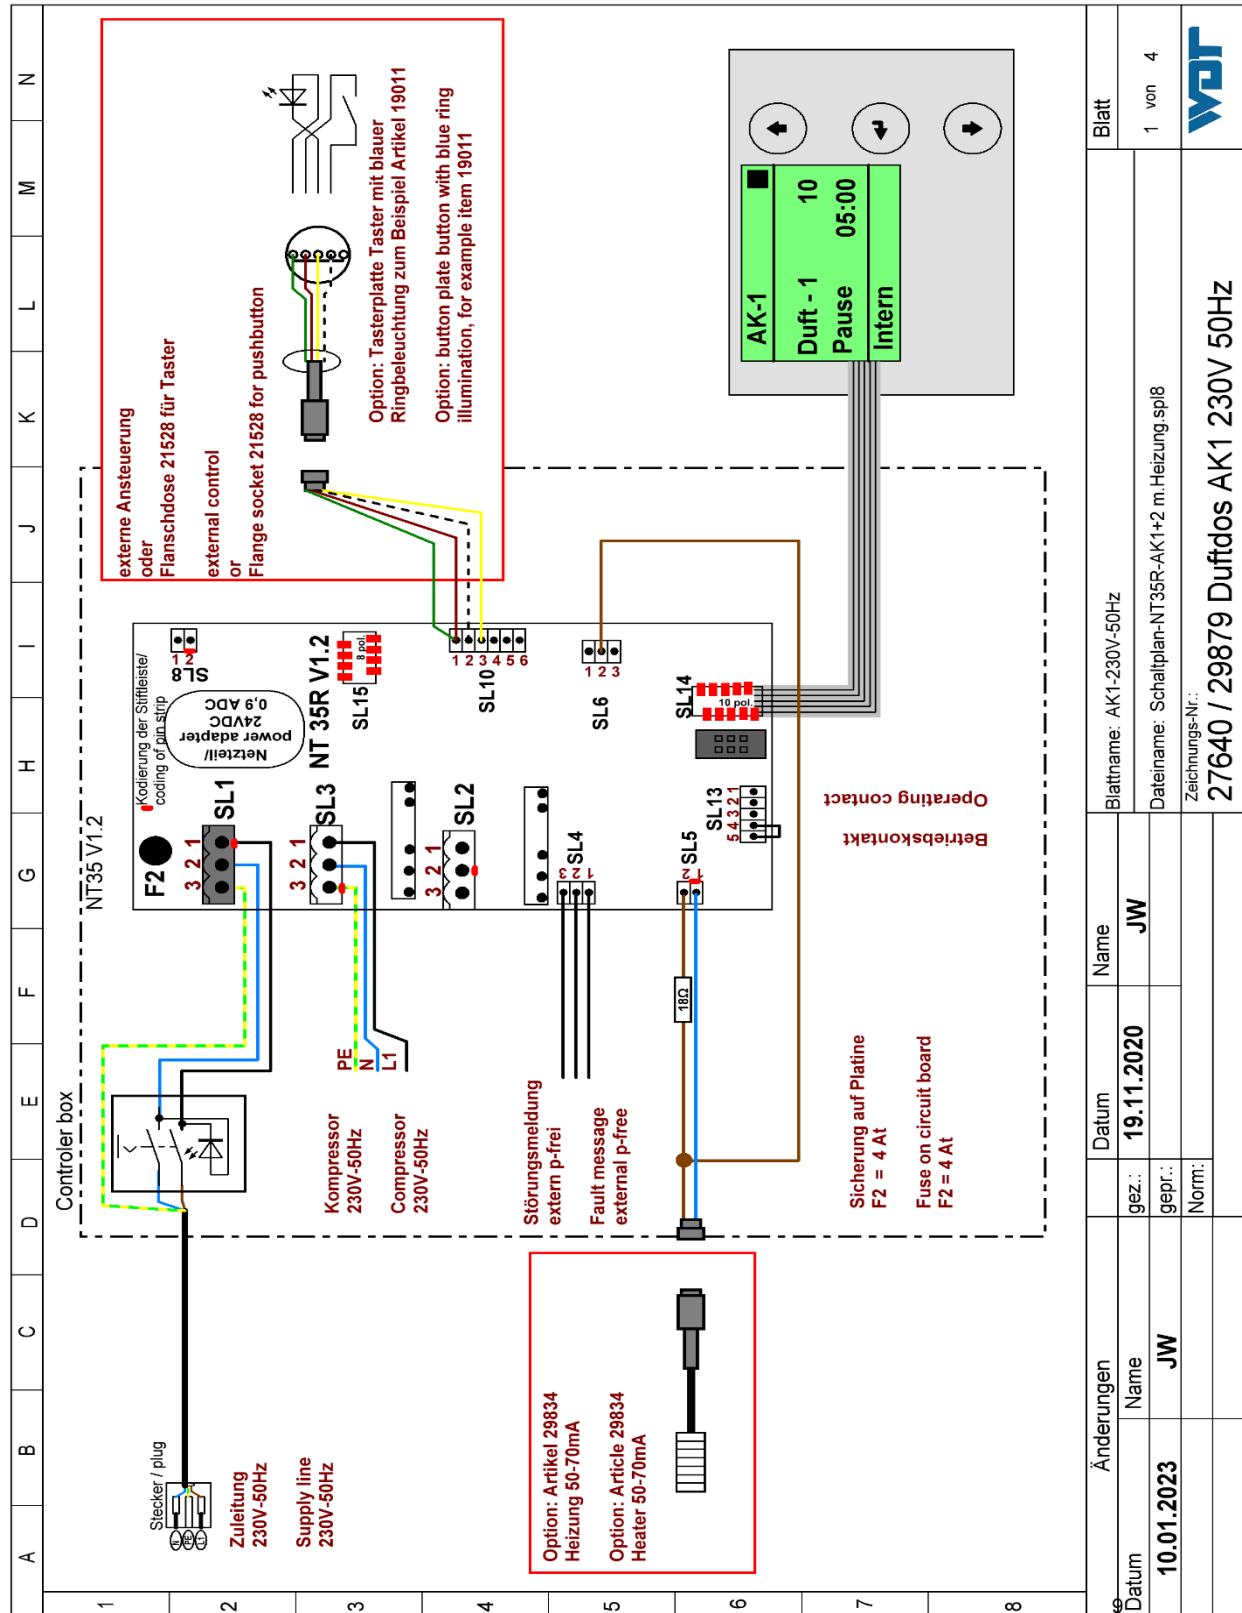 A B C D E F G H I J K L M N
1
2
3
4
5
6
7
8
Controler box
NT35 V1.2
Stecker / plug
N
PE
L1
Zuleitung
230V-50Hz
Supply line
230V-50Hz
Kompressor
230V-50Hz
Compressor
230V-50Hz
PE
N
L1
Störungsmeldung
extern p-frei
Fault message
external p-free
Option: Artikel 29834
Heizung 50-70mA
Option: Article 29834
Heater 50-70mA
18Ω
Sicherung auf Platine
F2 = 4 At
Fuse on circuit board
F2 = 4 At
F2
Kodierung der Stiftleiste/
coding of pin strip
3 2 1
SL1
Netzteil/
power adapter
24VDC
0,9 ADC
1
2
SL8
NT 35R V1.2
3 2 1
SL3
SL15
8 pol.
3 2 1
SL2
1
2
3
4
5
6
SL10
3
2
1
SL4
1
2
3
SL6
2
1
SL5
SL13
5 4 3 2 1
SL14
10 pol.
Betriebskontakt
Operating contact
externe Ansteuerung
oder
Flanschdose 21528 für Taster
external control
or
Flange socket 21528 for pushbutton
Option: Tasterplatte Taster mit blauer
Ringbeleuchtung zum Beispiel Artikel 19011
Option: button plate button with blue ring
illumination, for example item 19011
AK-1
Duft - 1 10
Pause 05:00
Intern
Änderungen
Datum Name
10.01.2023 JW
Datum Name
gez.: 19.11.2020 JW
gepr.:
Norm:
Blattname: AK1-230V-50Hz
Dateiname: Schaltplan-NT35R-AK1+2 m.Heizung.spl8
Zeichnungs-Nr.:
27640 / 29879 Duftdos AK1 230V 50Hz
Blatt
1 von 4
WDT